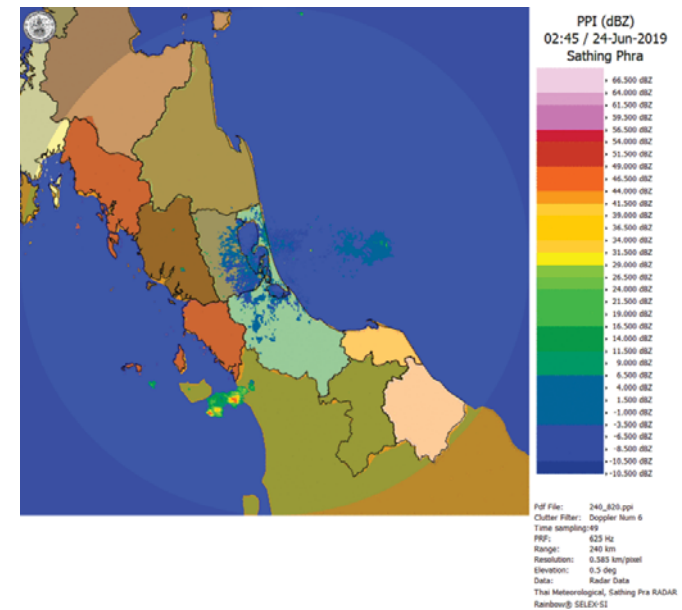 PPI (dBZ)
02:45 / 24-Jun-2019
Sathing Phra
66.500 dBZ
64.000 dBZ
61.500 dBZ
59.500 dBZ
56.500 dBZ
54.000 dBZ
51.500 dBZ
49.000 dBZ
46.500 dBZ
44.000 dBZ
41.500 dBZ
39.000 dBZ
36.500 dBZ
34.000 dBZ
31.500 dBZ
29.000 dBZ
26.500 dBZ
24.000 dBZ
21.500 dBZ
19.000 dBZ
16.500 dBZ
14.000 dBZ
11.500 dBZ
9.000 dBZ
6.500 dBZ
4.000 dBZ
1.500 dBZ
-1.000 dBZ
-3.500 dBZ
-6.500 dBZ
-8.500 dBZ
-10.500 dBZ
-10.500 dBZ
Pdf File: 240_820.ppi
Clutter Filter: Doppler Num 6
Time sampling:49
PRF: 625 Hz
Range: 240 km
Resolution: 0.585 km/pixel
Elevation: 0.5 deg
Data: Radar Data
Thai Meteorological, Sathing Pra RADAR
Rainbow® SELEX-SI